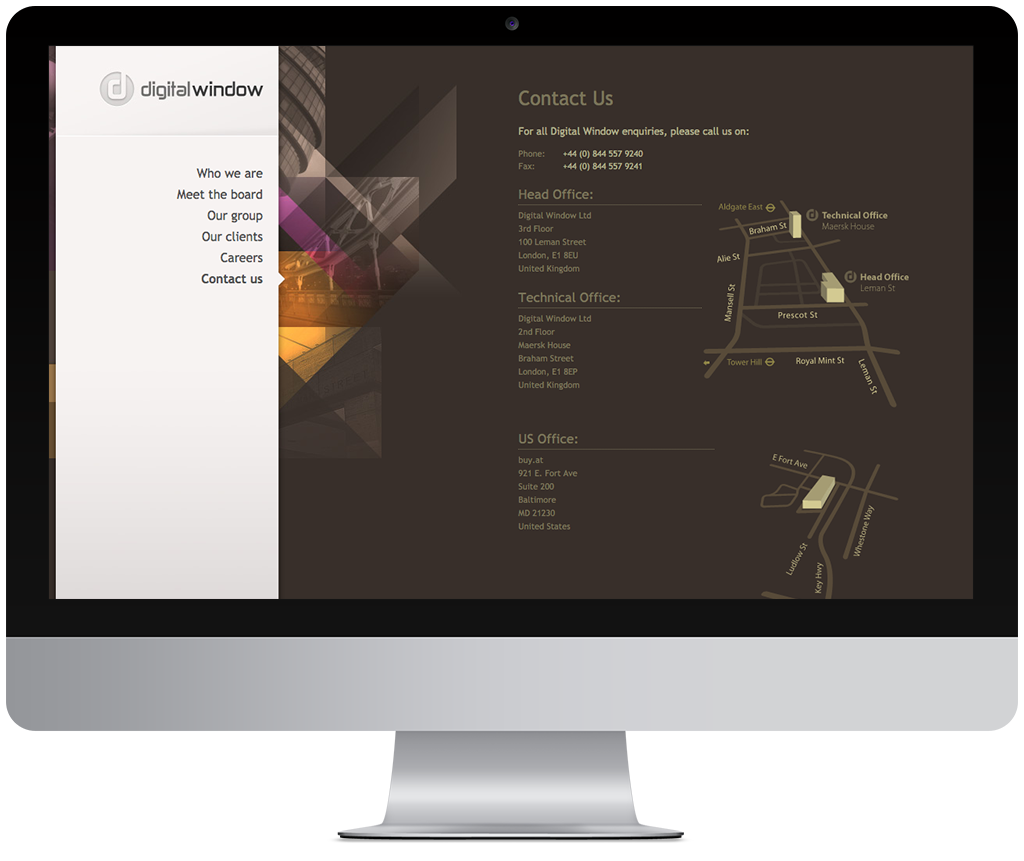 digitalwindow
Who we are
Meet the board
Our group
Our clients
Careers
Contact us
Contact Us
For all Digital Window enquiries, please call us on:
Phone: +44 (0) 844 557 9240
Fax: +44 (0) 844 557 9241
Head Office:
Digital Window Ltd
3rd Floor
100 Leman Street
London, E1 8EU
United Kingdom
Technical Office:
Digital Window Ltd
2nd Floor
Maersk House
Braham Street
London, E1 8EP
United Kingdom
US Office:
buy.at
921 E. Fort Ave
Suite 200
Baltimore
MD 21230
United States
Aldgate East
Technical Office
Maersk House
Braham St
Alie St
Head Office
Leman St
Mansell St
Prescot St
Tower Hill
Royal Mint St
Leman St
E Fort Ave
Whestone Way
Ludlow St
Key Hwy